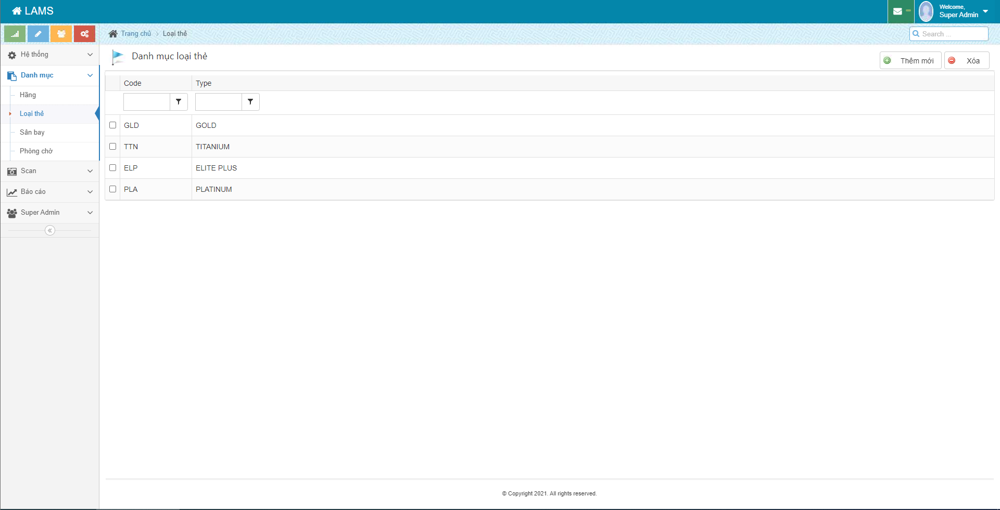 LAMS
Welcome,
Super Admin
Trang chủ
Loại thẻ
Search ...
Hệ thống
Danh mục
Hãng
Loại thẻ
Sân bay
Phòng chờ
Scan
Báo cáo
Super Admin
Danh mục loại thẻ
Thêm mới
Xóa
Code Type
GLD GOLD
TTN TITANIUM
ELP ELITE PLUS
PLA PLATINUM
© Copyright 2021. All rights reserved.